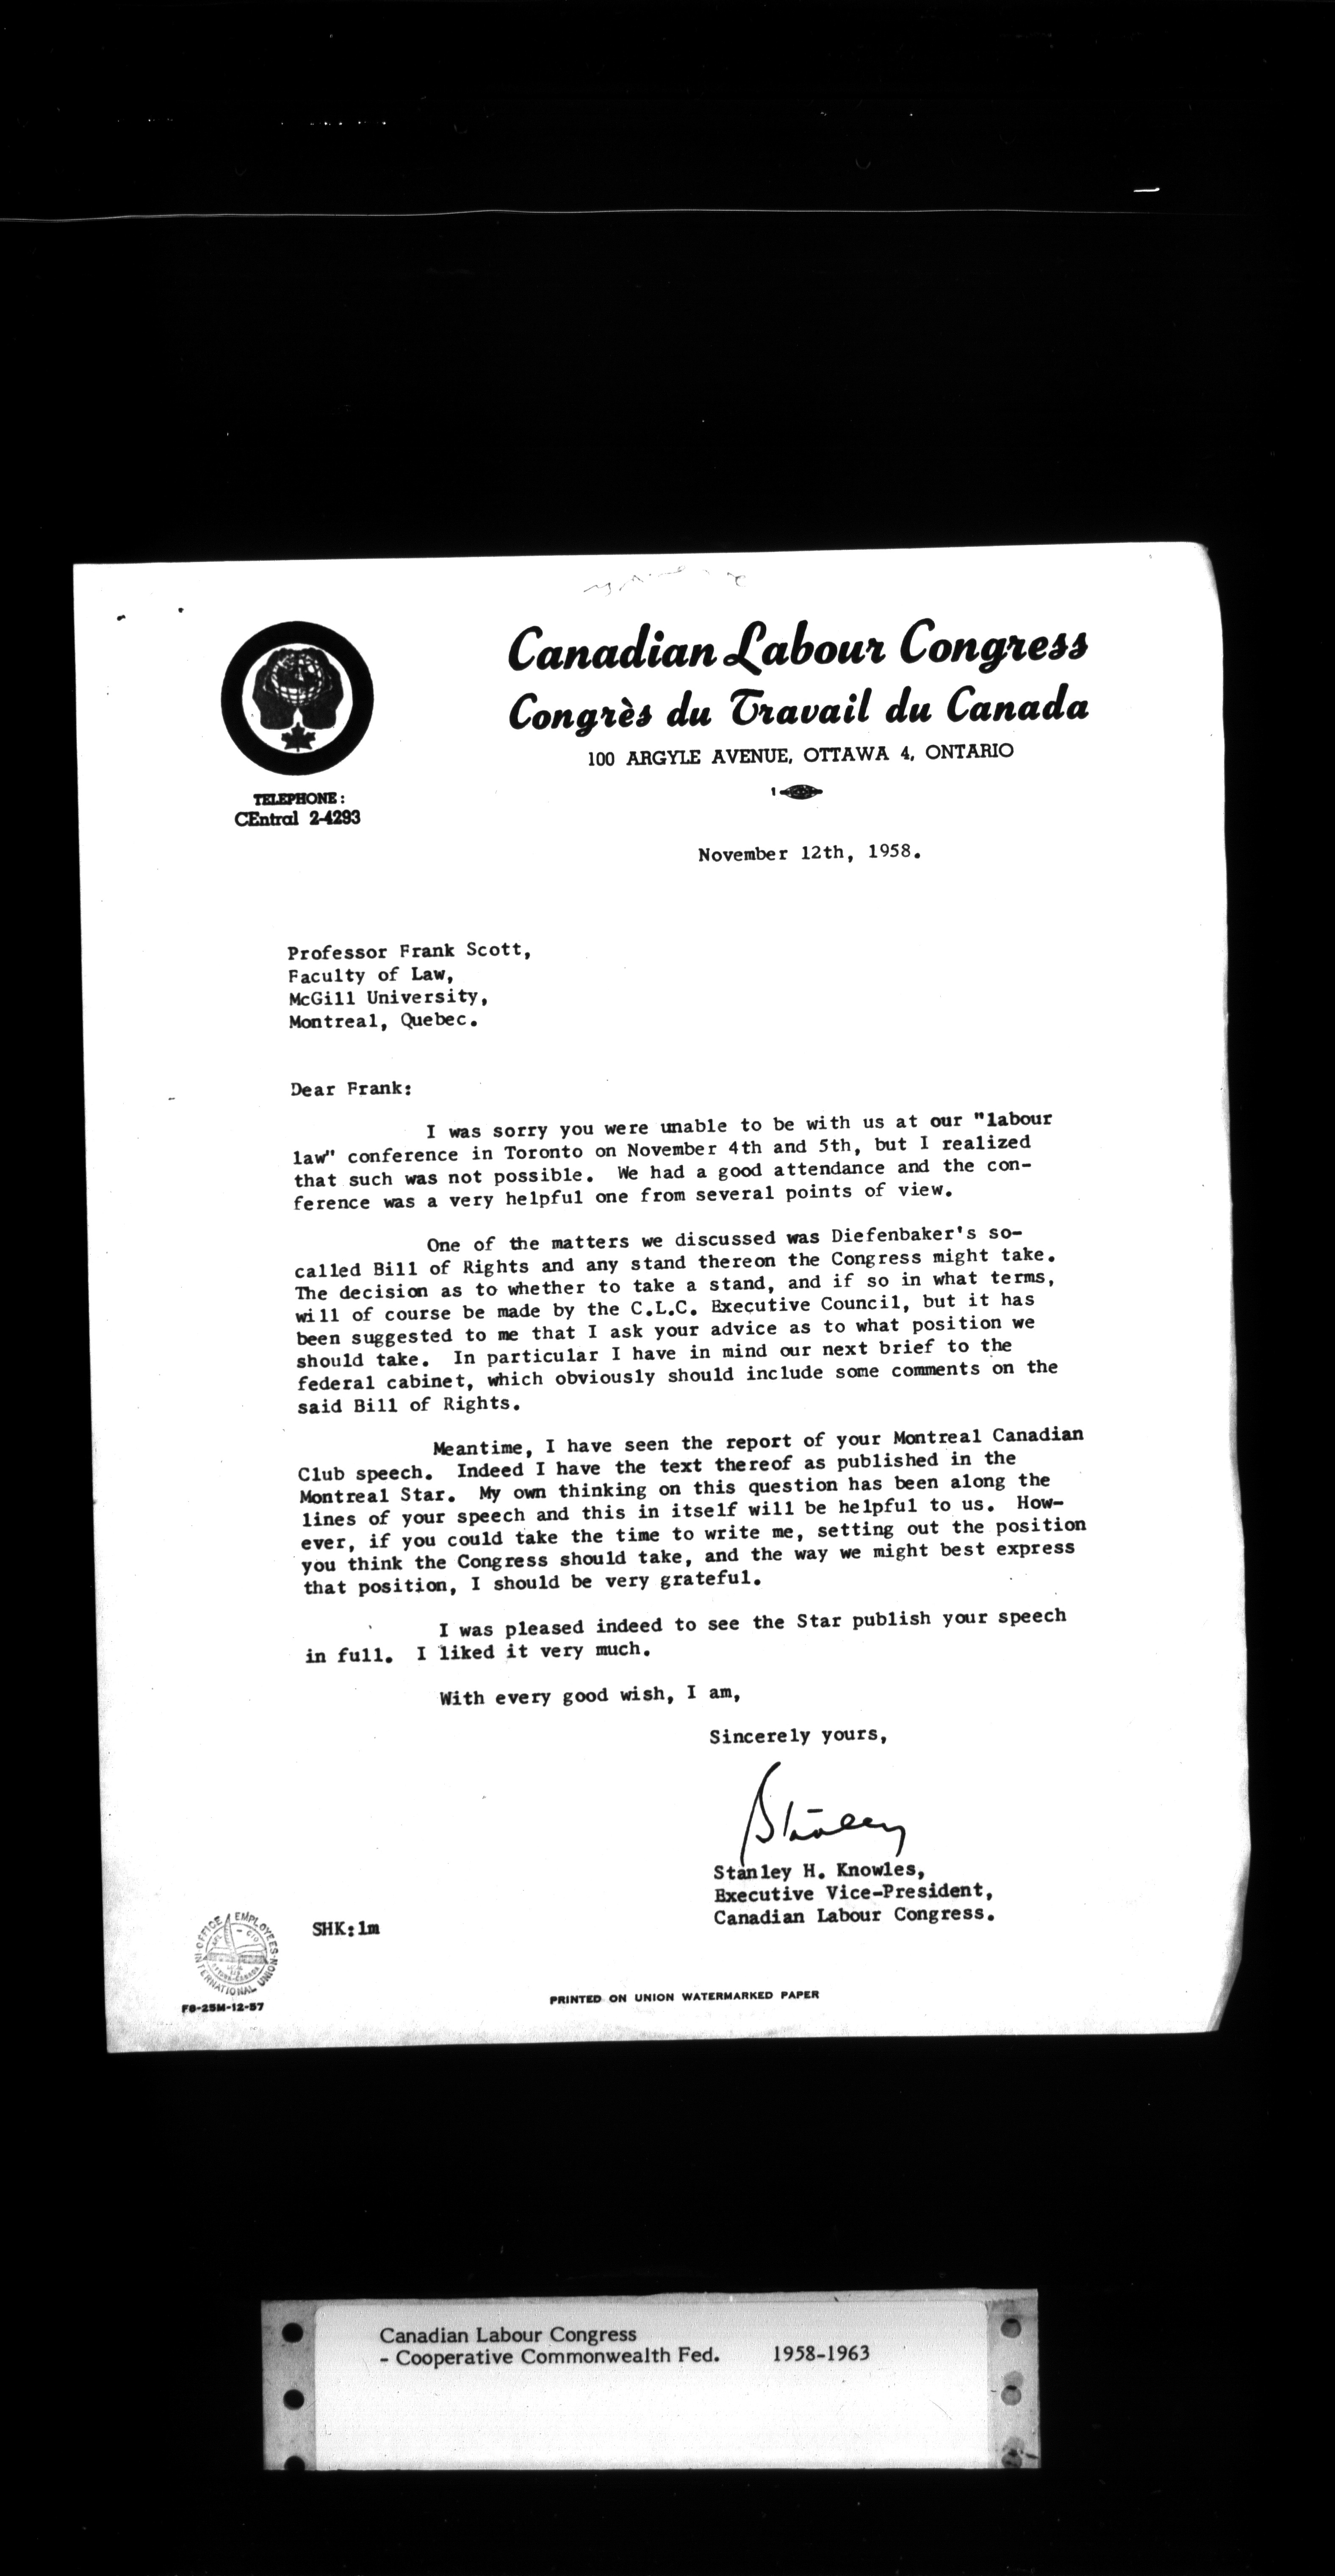 Canadian Labour Congress
Congrès du Travail du Canada
100 ARGYLE AVENUE, OTTAWA 4, ONTARIO
TELEPHONE:
CEntral 2-4293
November 12th, 1958.
Professor Frank Scott,
Faculty of Law,
McGill University,
Montreal, Quebec.
Dear Frank:
I was sorry you were unable to be with us at our "labour
law" conference in Toronto on November 4th and 5th, but I realized
that such was not possible. We had a good attendance and the con-
ference was a very helpful one from several points of view.
One of the matters we discussed was Diefenbaker's so-
called Bill of Rights and any stand thereon the Congress might take.
The decision as to whether to take a stand, and if so in what terms,
will of course be made by the C.L.C. Executive Council, but it has
been suggested to me that I ask your advice as to what position we
should take. In particular I have in mind our next brief to the
federal cabinet, which obviously should include some comments on the
said Bill of Rights.
Meantime, I have seen the report of your Montreal Canadian
Club speech. Indeed I have the text thereof as published in the
Montreal Star. My own thinking on this question has been along the
lines of your speech and this in itself will be helpful to us. How-
ever, if you could take the time to write me, setting out the position
you think the Congress should take, and the way we might best express
that position, I should be very grateful.
I was pleased indeed to see the Star publish your speech
in full. I liked it very much.
With every good wish, I am,
Sincerely yours,
Stanley
Stanley H. Knowles,
Executive Vice-President,
Canadian Labour Congress.
SHK:lm
OFFICE EMPLOYEES INTERNATIONAL UNION
AFL CIO
F8-25M-12-57
PRINTED ON UNION WATERMARKED PAPER
Canadian Labour Congress
- Cooperative Commonwealth Fed. 1958-1963